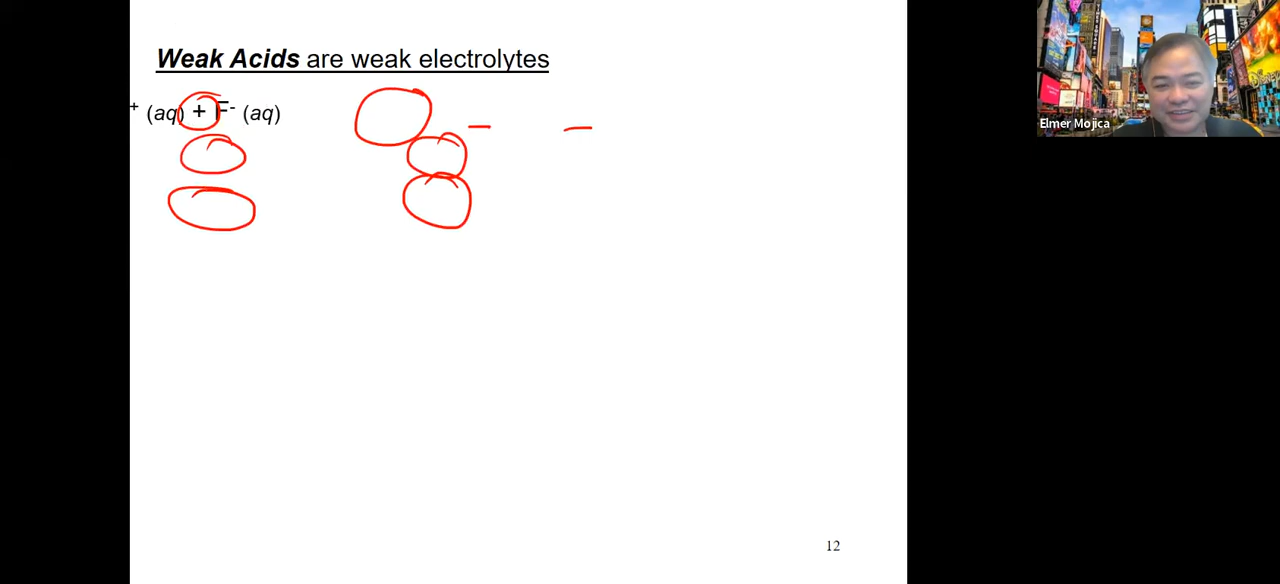 Weak Acids are weak electrolytes
+ (aq) + F- (aq)
Elmer Mojica
12